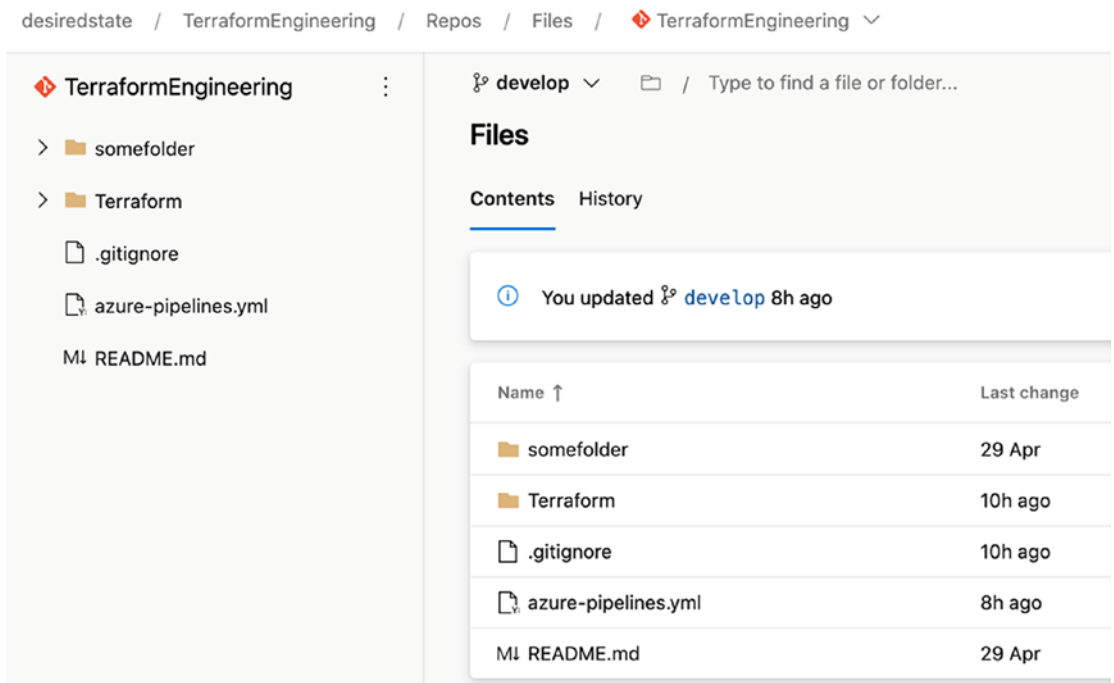 desiredstate / TerraformEngineering / Repos / Files / TerraformEngineering
TerraformEngineering
somefolder
Terraform
.gitignore
azure-pipelines.yml
M↓ README.md
develop / Type to find a file or folder...
Files
Contents History
You updated develop 8h ago
Name ↑ Last change
somefolder 29 Apr
Terraform 10h ago
.gitignore 10h ago
azure-pipelines.yml 8h ago
M↓ README.md 29 Apr